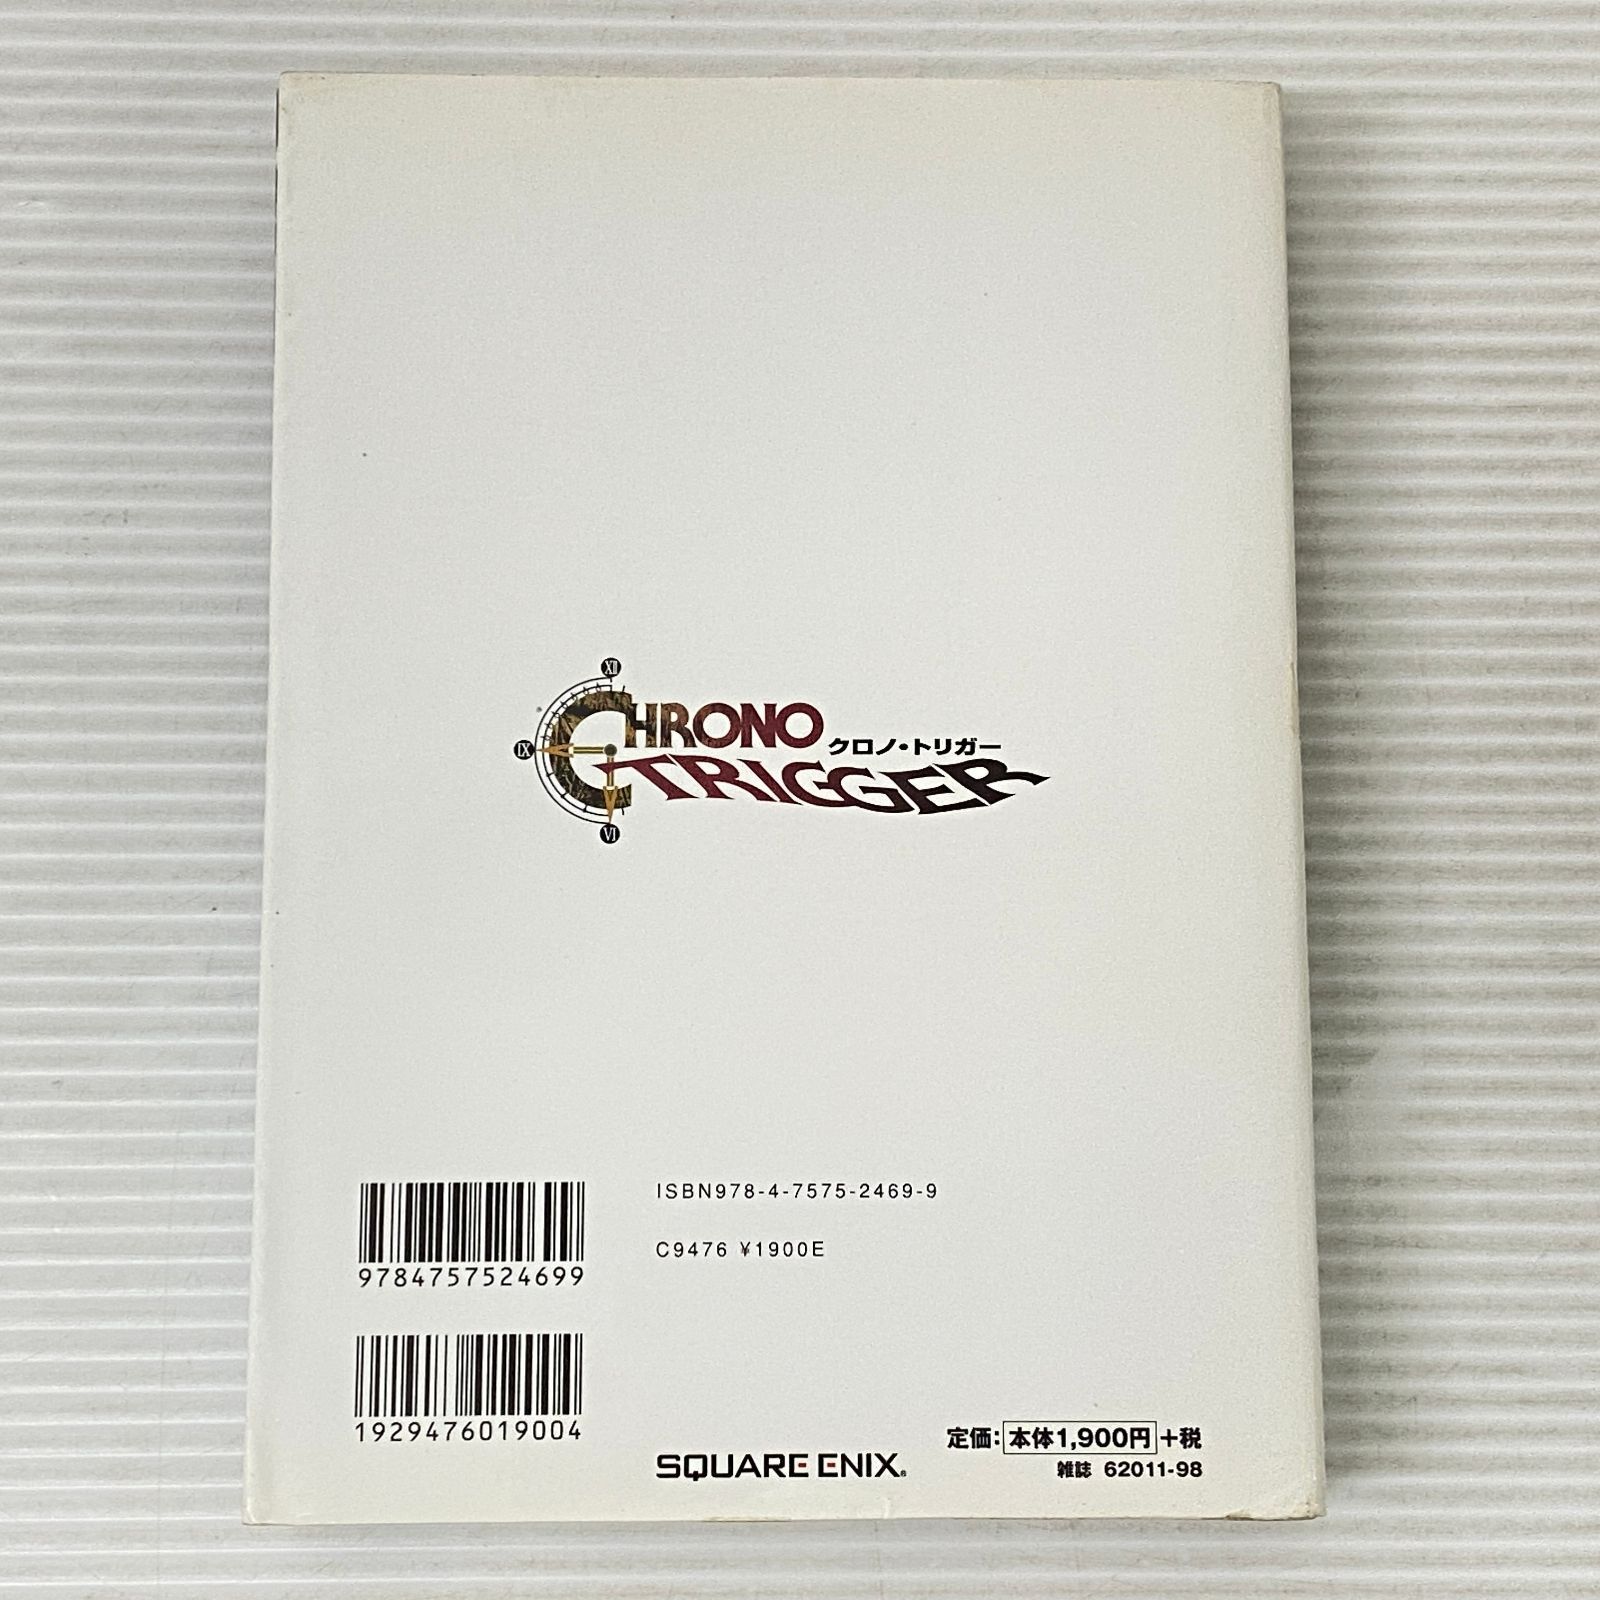 XII
IX
VI
CHRONO
クロノ・トリガー
TRIGGER
ISBN978-4-7575-2469-9
C9476 ¥1900E
9784757524699
1929476019004
SQUARE ENIX®
定価:本体1,900円+税
雑誌 62011-98